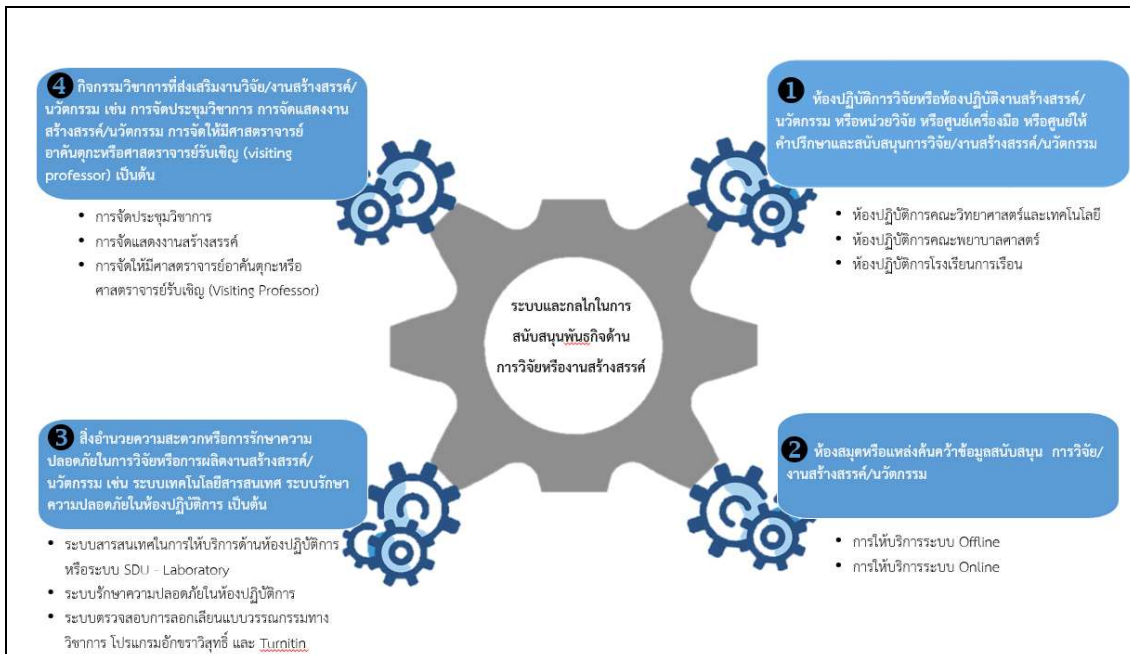 ❶ ห้องปฏิบัติการวิจัยหรือห้องปฏิบัติงานสร้างสรรค์/
นวัตกรรม หรือหน่วยวิจัย หรือศูนย์เครื่องมือ หรือศูนย์ให้
คำปรึกษาและสนับสนุนการวิจัย/งานสร้างสรรค์/นวัตกรรม
• ห้องปฏิบัติการคณะวิทยาศาสตร์และเทคโนโลยี
• ห้องปฏิบัติการคณะพยาบาลศาสตร์
• ห้องปฏิบัติการโรงเรียนการเรือน
❷ ห้องสมุดหรือแหล่งค้นคว้าข้อมูลสนับสนุน การวิจัย/
งานสร้างสรรค์/นวัตกรรม
• การให้บริการระบบ Offline
• การให้บริการระบบ Online
❸ สิ่งอำนวยความสะดวกหรือการรักษาความ
ปลอดภัยในการวิจัยหรือการผลิตงานสร้างสรรค์/
นวัตกรรม เช่น ระบบเทคโนโลยีสารสนเทศ ระบบรักษา
ความปลอดภัยในห้องปฏิบัติการ เป็นต้น
• ระบบสารสนเทศในการให้บริการด้านห้องปฏิบัติการ
หรือระบบ SDU - Laboratory
• ระบบรักษาความปลอดภัยในห้องปฏิบัติการ
• ระบบตรวจสอบการลอกเลียนแบบวรรณกรรมทาง
วิชาการ โปรแกรมอักขราวิสุทธิ์ และ Turnitin
❹ กิจกรรมวิชาการที่ส่งเสริมงานวิจัย/งานสร้างสรรค์/
นวัตกรรม เช่น การจัดประชุมวิชาการ การจัดแสดงงาน
สร้างสรรค์/นวัตกรรม การจัดให้มีศาสตราจารย์
อาคันตุกะหรือศาสตราจารย์รับเชิญ (visiting
professor) เป็นต้น
• การจัดประชุมวิชาการ
• การจัดแสดงงานสร้างสรรค์
• การจัดให้มีศาสตราจารย์อาคันตุกะหรือ
ศาสตราจารย์รับเชิญ (Visiting Professor)
ระบบและกลไกในการ
สนับสนุนพันธกิจด้าน
การวิจัยหรืองานสร้างสรรค์